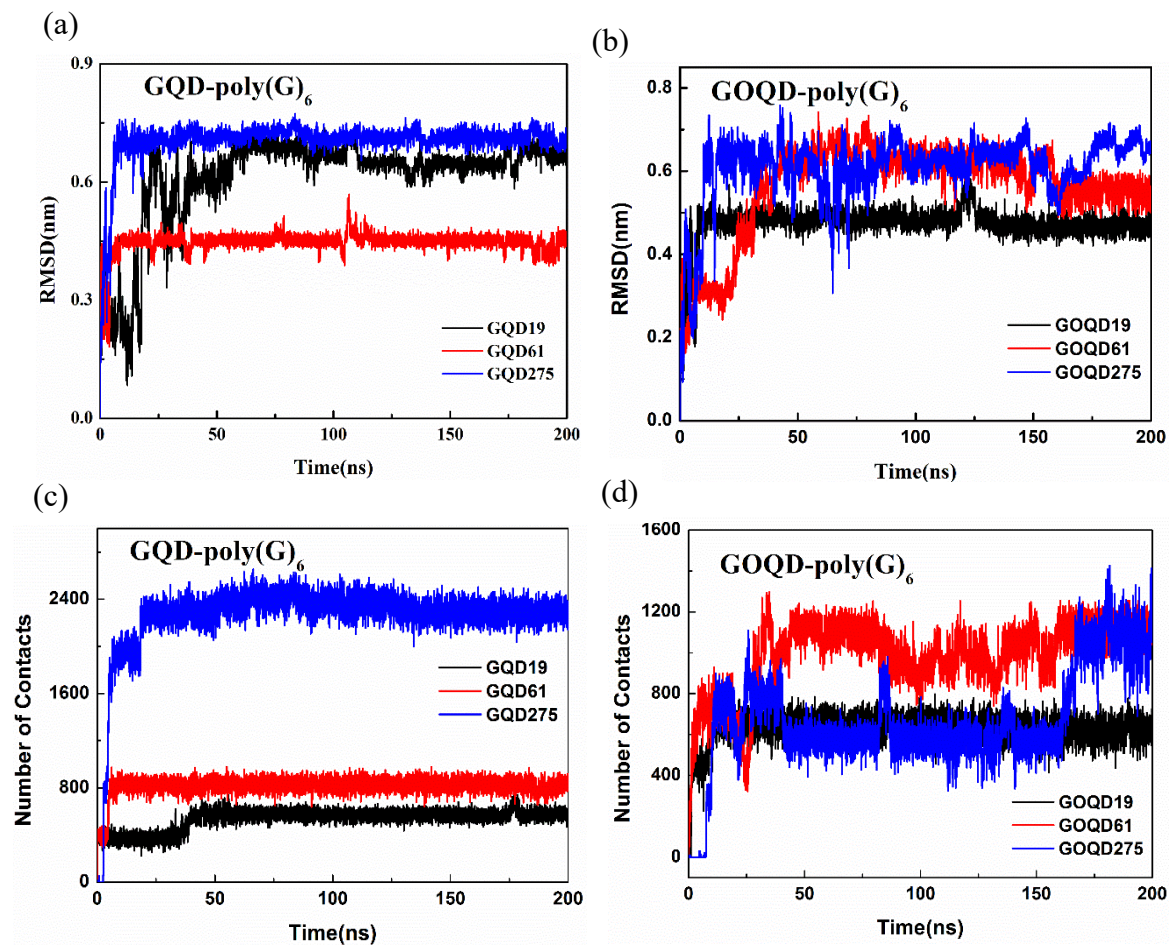 (a)
GQD-poly(G)6
0.9
0.6
0.3
0.0
RMSD(nm)
GQD19
GQD61
GQD275
0 50 100 150 200
Time(ns)
(b)
GOQD-poly(G)6
0.8
0.6
0.4
0.2
0.0
RMSD(nm)
GOQD19
GOQD61
GOQD275
0 50 100 150 200
Time(ns)
(c)
GQD-poly(G)6
2400
1600
800
0
Number of Contacts
GQD19
GQD61
GQD275
0 50 100 150 200
Time(ns)
(d)
GOQD-poly(G)6
1600
1200
800
400
0
Number of Contacts
GOQD19
GOQD61
GOQD275
0 50 100 150 200
Time(ns)